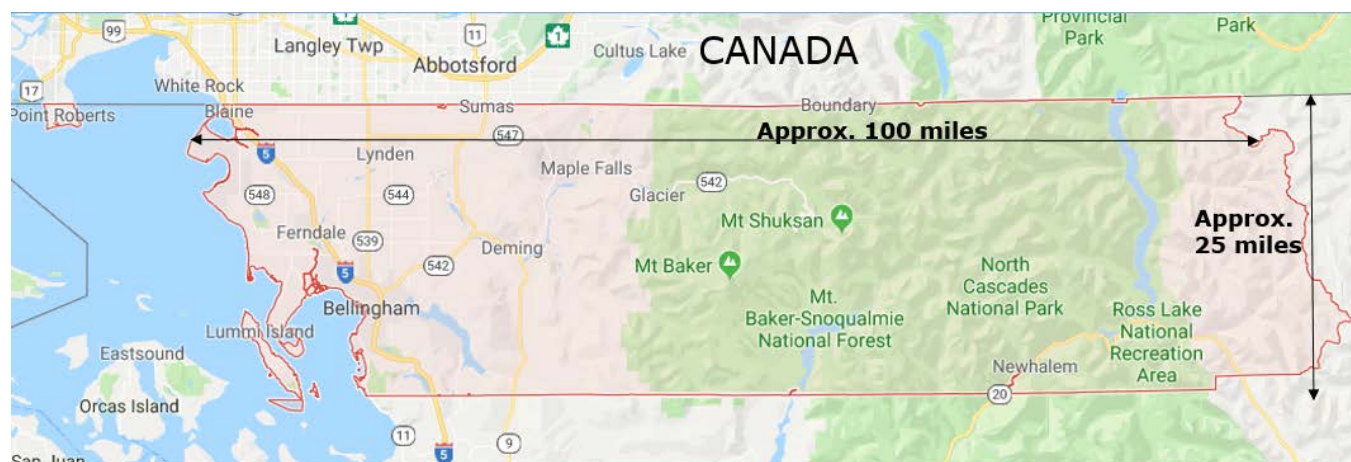 Provincial
Park
Park
99
Langley Twp
1
11
CANADA
Cultus Lake
Abbotsford
17
White Rock
Point Roberts
Blaine
Sumas
Boundary
Approx. 100 miles
547
5
Lynden
Maple Falls
548
544
Glacier
542
Mt Shuksan
Approx.
25 miles
Ferndale
539
Deming
542
5
Mt Baker
North
Cascades
National Park
Bellingham
Mt.
Baker-Snoqualmie
National Forest
Ross Lake
National
Recreation
Area
Lummi Island
Eastsound
Newhalem
20
Orcas Island
11
5
9
San Juan